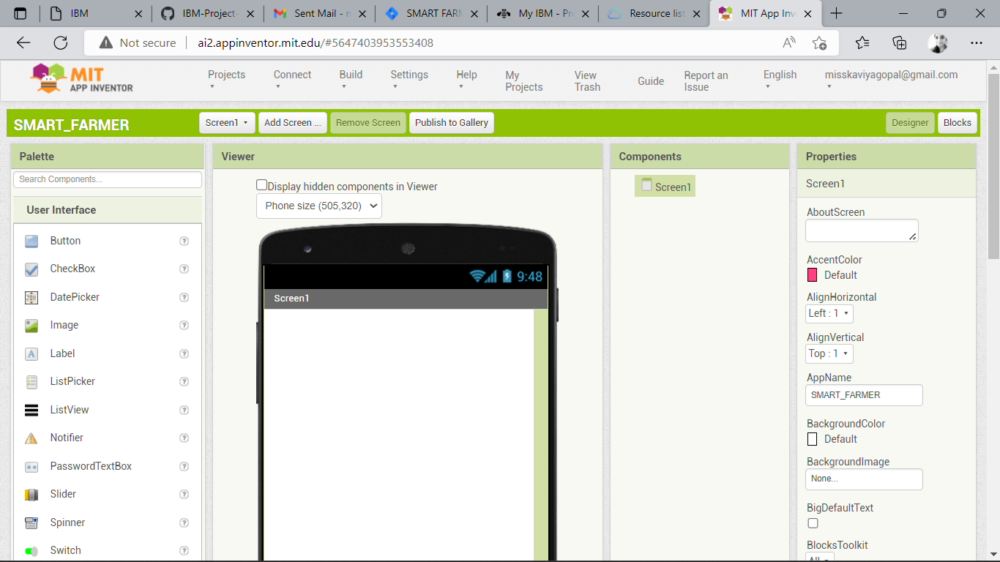 IBM
IBM-Project-
Sent Mail - m
SMART FARM
My IBM - Pro
Resource list
MIT App Inv
Not secure
ai2.appinventor.mit.edu/#5647403953553408
MIT
APP INVENTOR
Projects
Connect
Build
Settings
Help
My Projects
View Trash
Guide
Report an Issue
English
misskaviyagopal@gmail.com
SMART_FARMER
Screen1
Add Screen ...
Remove Screen
Publish to Gallery
Designer
Blocks
Palette
Search Components...
User Interface
Button
CheckBox
DatePicker
2011
Image
Label
ListPicker
ListView
Notifier
PasswordTextBox
Slider
Spinner
Switch
Viewer
Display hidden components in Viewer
Phone size (505,320)
9:48
Screen1
Components
Screen1
Properties
Screen1
AboutScreen
AccentColor
Default
AlignHorizontal
Left : 1
AlignVertical
Top : 1
AppName
SMART_FARMER
BackgroundColor
Default
BackgroundImage
None...
BigDefaultText
BlocksToolkit
All